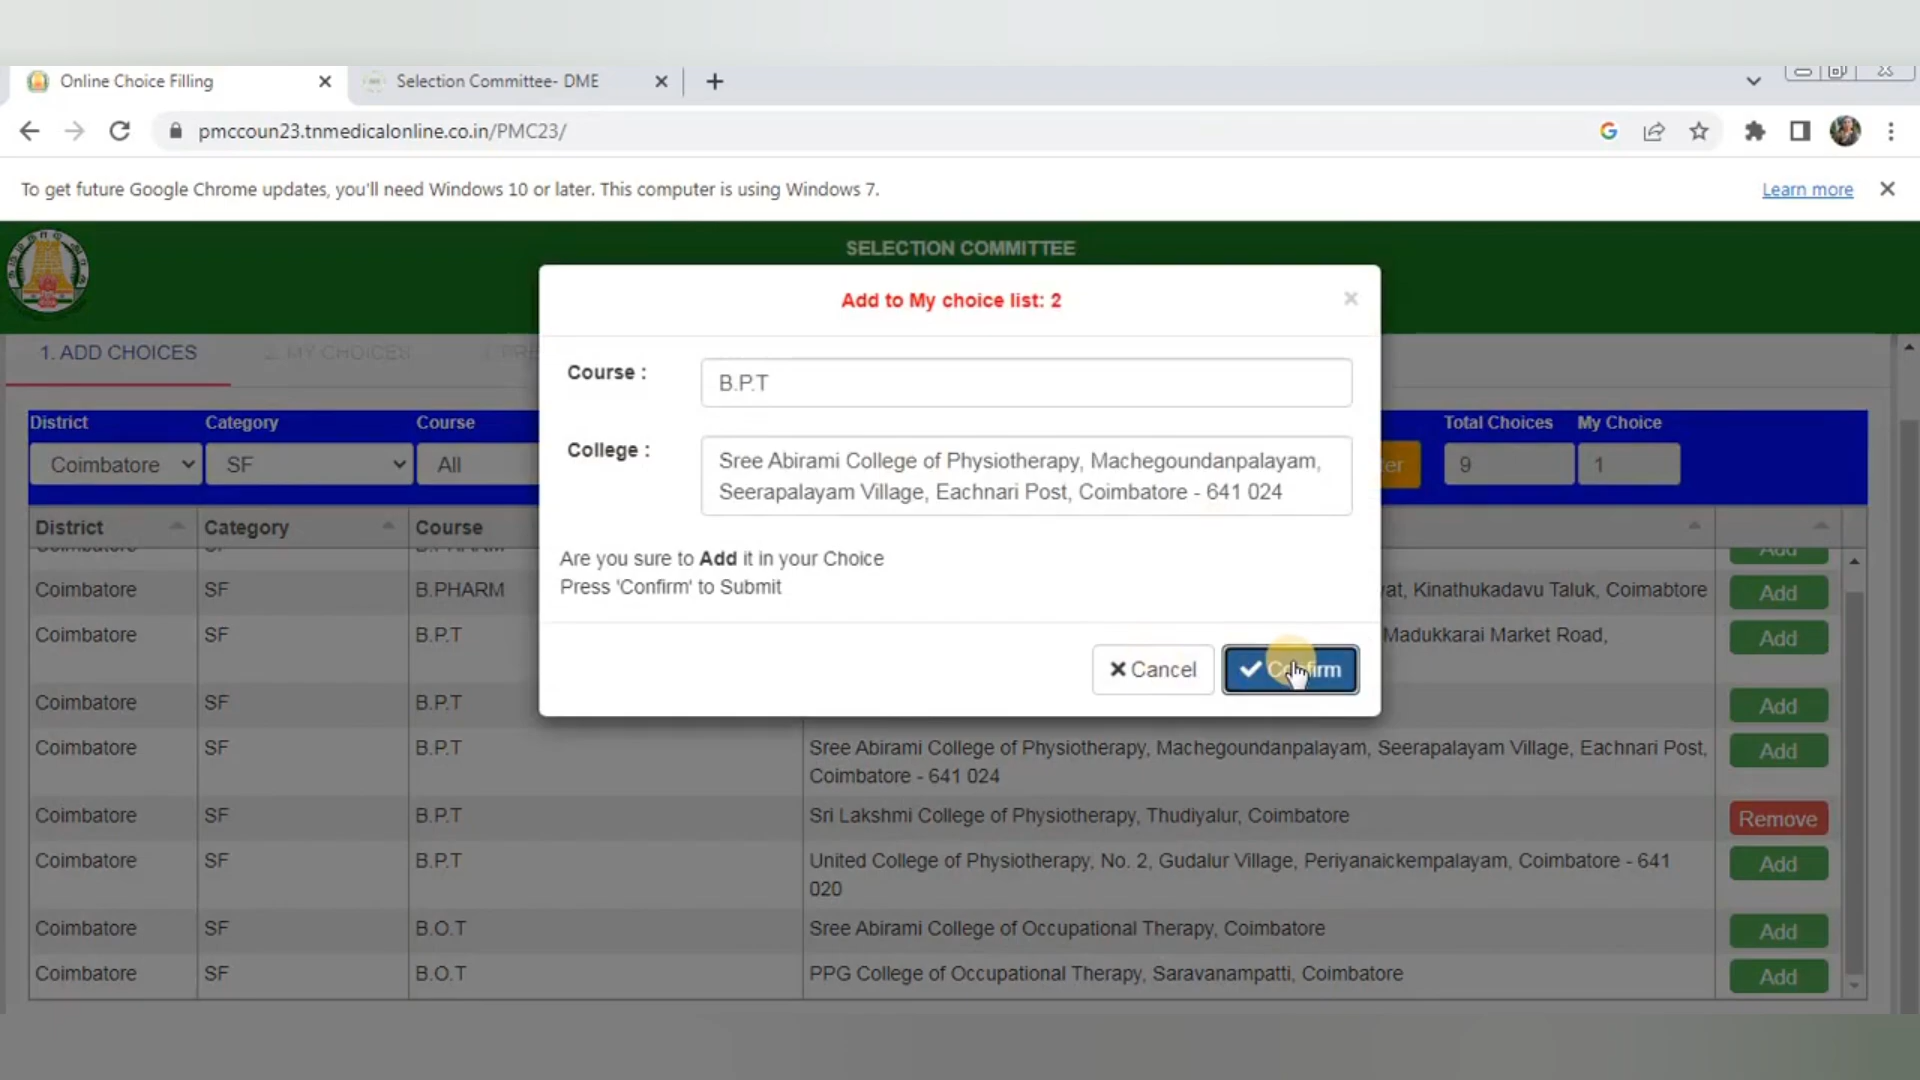 Online Choice Filling
Selection Committee- DME
pmccoun23.tnmedicalonline.co.in/PMC23/
To get future Google Chrome updates, you'll need Windows 10 or later. This computer is using Windows 7.
Learn more
SELECTION COMMITTEE
Add to My choice list: 2
1. ADD CHOICES
2. MY CHOICES
Course :
B.P.T
College :
Sree Abirami College of Physiotherapy, Machegoundanpalayam,
Seerapalayam Village, Eachnari Post, Coimbatore - 641 024
Are you sure to Add it in your Choice
Press 'Confirm' to Submit
Cancel
Confirm
District Category Course Total Choices My Choice
Coimbatore SF All 9 1
District Category Course
Add
Coimbatore SF B.PHARM Kinathukadavu Taluk, Coimabtore Add
Coimbatore SF B.P.T Madukkarai Market Road, Add
Coimbatore SF B.P.T Add
Coimbatore SF B.P.T Sree Abirami College of Physiotherapy, Machegoundanpalayam, Seerapalayam Village, Eachnari Post, Add
Coimbatore - 641 024
Coimbatore SF B.P.T Sri Lakshmi College of Physiotherapy, Thudiyalur, Coimbatore Remove
Coimbatore SF B.P.T United College of Physiotherapy, No. 2, Gudalur Village, Periyanaickempalayam, Coimbatore - 641 Add
020
Coimbatore SF B.O.T Sree Abirami College of Occupational Therapy, Coimbatore Add
Coimbatore SF B.O.T PPG College of Occupational Therapy, Saravanampatti, Coimbatore Add